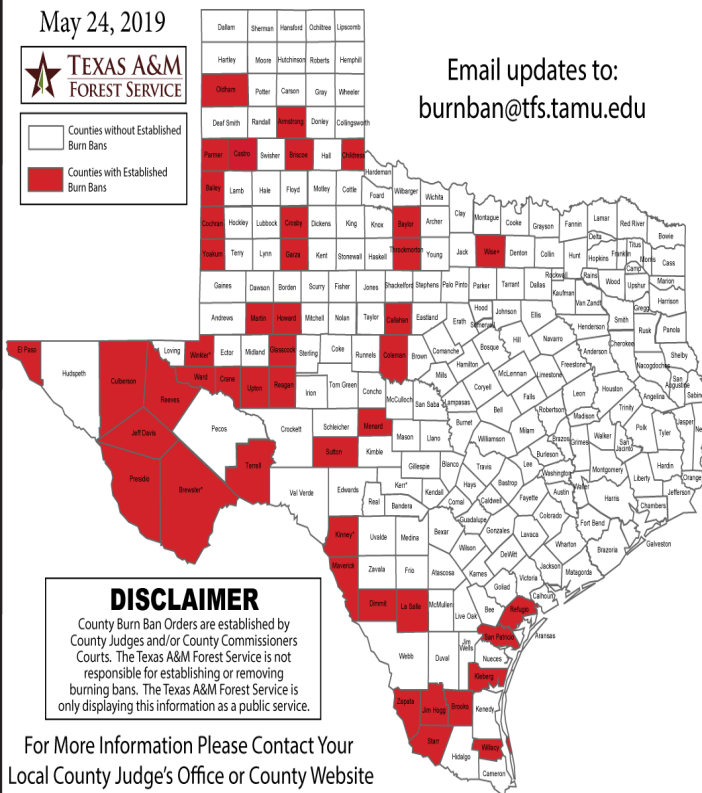 May 24, 2019
TEXAS A&M
FOREST SERVICE
Counties without Established
Burn Bans
Counties with Established
Burn Bans
Email updates to:
burnban@tfs.tamu.edu
Dallam Sherman Hansford Ochiltree Lipscomb
Hartley Moore Hutchinson Roberts Hemphill
Oldham Potter Carson Gray Wheeler
Deaf Smith Randall Armstrong Donley Collingsworth
Parmer Castro Swisher Briscoe Hall Childress
Hardeman
Bailey Lamb Hale Floyd Motley Cottle Foard Wilbarger Wichita
Clay Montague Cooke Grayson Fannin Lamar Red River Bowie
Cochran Hockley Lubbock Crosby Dickens King Knox Baylor Archer
Delta Titus Franklin Morris Cass
Yoakum Terry Lynn Garza Kent Stonewall Haskell Throckmorton Young Jack Wise* Denton Collin Hunt Hopkins Camp
Rockwall Rains Wood Upshur Marion
Gaines Dawson Borden Scurry Fisher Jones Shackelford Stephens Palo Pinto Parker Tarrant Dallas Kaufman Van Zandt Gregg Harrison
Andrews Martin Howard Mitchell Nolan Taylor Callahan Eastland Erath Hood Somervell Johnson Ellis Henderson Smith Rusk Panola
El Paso Hudspeth Culberson Reeves Loving Winkler* Ector Midland Glasscock Sterling Coke Runnels Coleman Brown Comanche Hamilton Bosque Hill Navarro Freestone Anderson Cherokee Nacogdoches Shelby
Ward Crane Upton Reagan Irion Tom Green Concho McCulloch San Saba Mills Lampasas Coryell McLennan Limestone Falls Leon Houston Angelina San Augustine Sabin
Jeff Davis Pecos Crockett Schleicher Menard Mason Llano Burnet Bell Williamson Milam Robertson Brazos Madison Grimes Walker Trinity San Jacinto Polk Tyler Jasper Ne
Presidio Brewster* Terrell Val Verde Sutton Kimble Edwards Gillespie Blanco Travis Lee Burleson Washington Montgomery Liberty Hardin Orange
Real Kerr* Bandera Kendall Comal Hays Caldwell Bastrop Fayette Austin Waller Harris Chambers Jefferson
Kinney* Uvalde Medina Bexar Guadalupe Wilson Gonzales Lavaca Colorado Fort Bend Brazoria Galveston
Maverick Zavala Frio Atascosa Karnes DeWitt Victoria Jackson Wharton Matagorda
Dimmit La Salle McMullen Live Oak Bee Goliad Refugio Calhoun Aransas
Webb Duval Jim Wells San Patricio Nueces Kleberg
Zapata Jim Hogg Brooks Kenedy
Starr Hidalgo Willacy Cameron
DISCLAIMER
County Burn Ban Orders are established by
County Judges and/or County Commissioners
Courts. The Texas A&M Forest Service is not
responsible for establishing or removing
burning bans. The Texas A&M Forest Service is
only displaying this information as a public service.
For More Information Please Contact Your
Local County Judge's Office or County Website